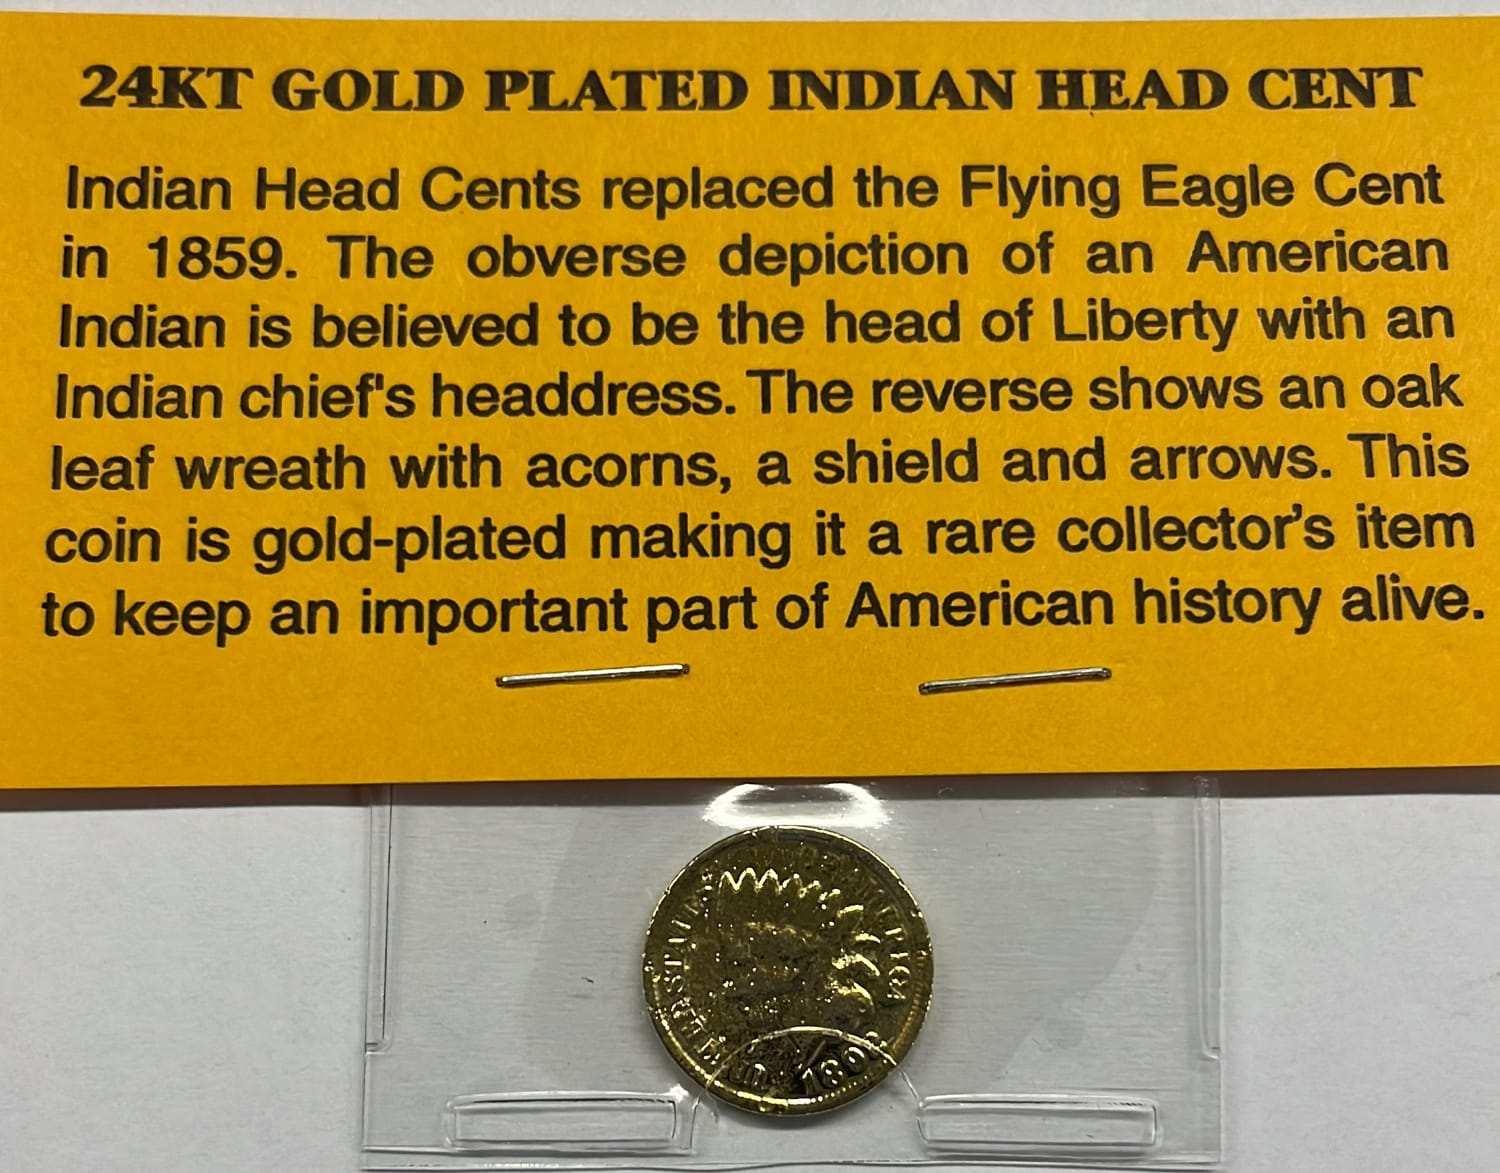 24KT GOLD PLATED INDIAN HEAD CENT
Indian Head Cents replaced the Flying Eagle Cent
in 1859. The obverse depiction of an American
Indian is believed to be the head of Liberty with an
Indian chief's headdress. The reverse shows an oak
leaf wreath with acorns, a shield and arrows. This
coin is gold-plated making it a rare collector's item
to keep an important part of American history alive.